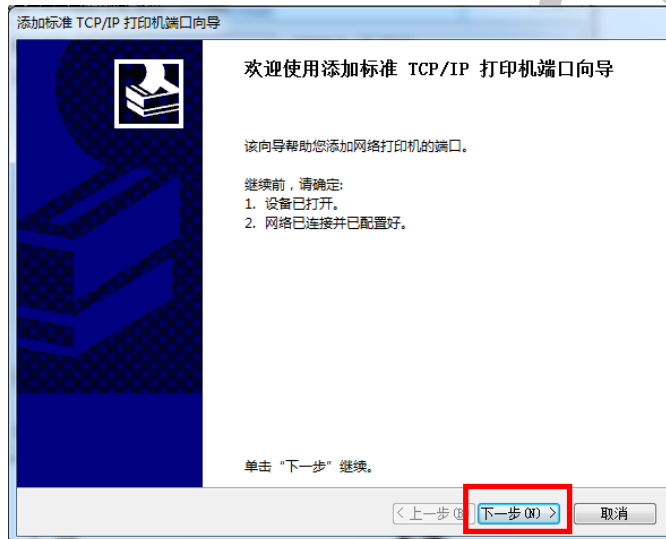 添加标准 TCP/IP 打印机端口向导
欢迎使用添加标准 TCP/IP 打印机端口向导
该向导帮助您添加网络打印机的端口。
继续前，请确定:
1. 设备已打开。
2. 网络已连接并已配置好。
单击 “下一步” 继续。
< 上一步(B) 下一步(N) > 取消